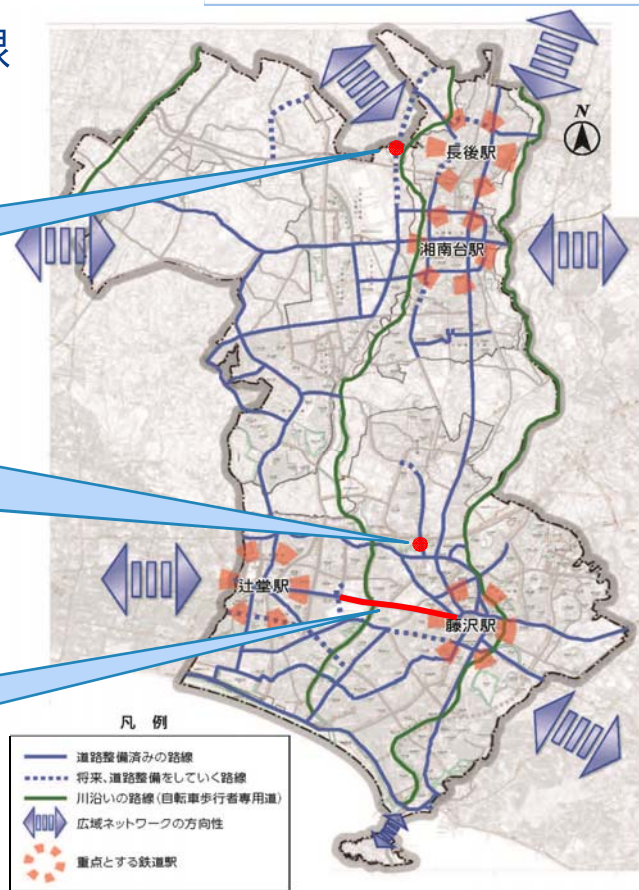 線
N
長後駅
湘南台駅
辻堂駅
藤沢駅
凡 例
道路整備済みの路線
将来、道路整備をしていく路線
川沿いの路線(自転車歩行者専用道)
広域ネットワークの方向性
重点とする鉄道駅